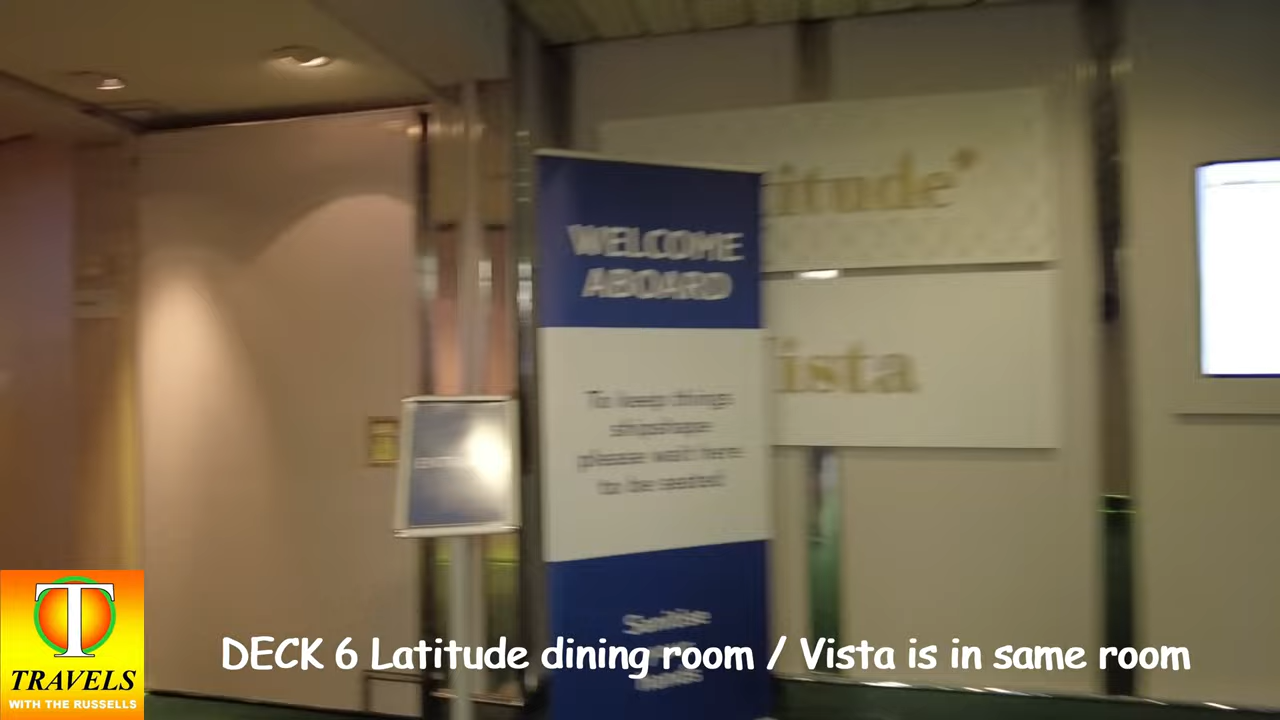 WELCOME
ABOARD
To keep things
shipshape
please wait here
to be seated
itude*
ista
DECK 6 Latitude dining room / Vista is in same room
T
TRAVELS
WITH THE RUSSELLS